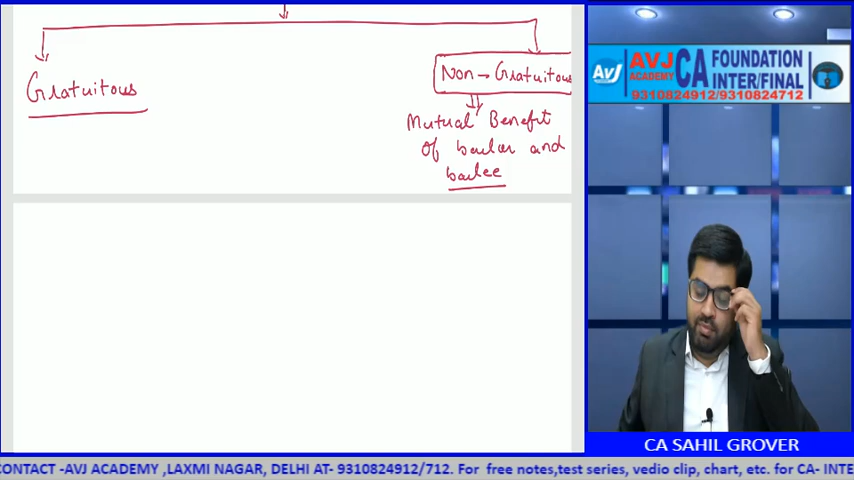 Gratuitous
Non - Gratuitous
Mutual Benefit
of bailor and
bailee
AVJ
AVJ
ACADEMY
CA
FOUNDATION
INTER/FINAL
9310824912/9310824712
CA SAHIL GROVER
CONTACT -AVJ ACADEMY ,LAXMI NAGAR, DELHI AT- 9310824912/712. For free notes,test series, vedio clip, chart, etc. for CA- INTE